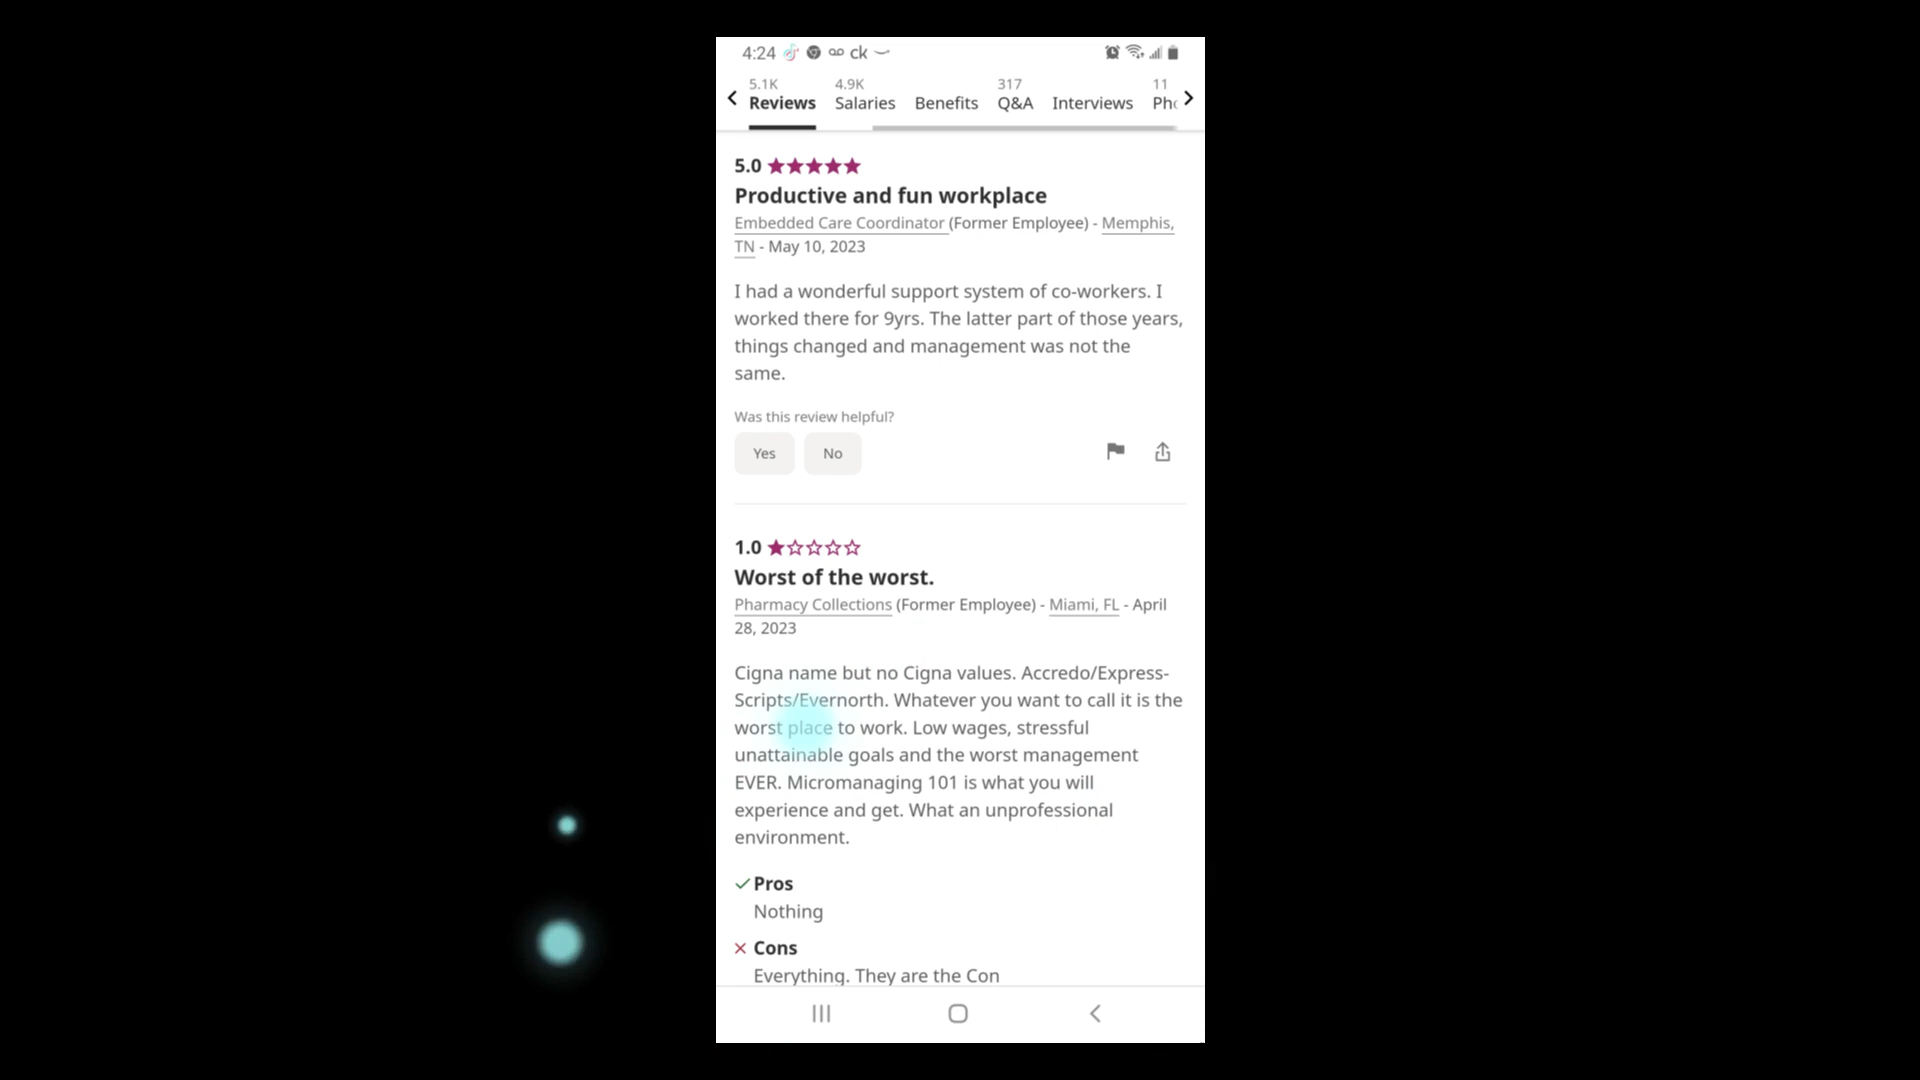 4:24 ck
5.1K 4.9K 317 11
Reviews Salaries Benefits Q&A Interviews Pho
5.0
Productive and fun workplace
Embedded Care Coordinator (Former Employee) - Memphis,
TN - May 10, 2023
I had a wonderful support system of co-workers. I
worked there for 9yrs. The latter part of those years,
things changed and management was not the
same.
Was this review helpful?
Yes No
1.0
Worst of the worst.
Pharmacy Collections (Former Employee) - Miami, FL - April
28, 2023
Cigna name but no Cigna values. Accredo/Express-
Scripts/Evernorth. Whatever you want to call it is the
worst place to work. Low wages, stressful
unattainable goals and the worst management
EVER. Micromanaging 101 is what you will
experience and get. What an unprofessional
environment.
Pros
Nothing
Cons
Everything. They are the Con